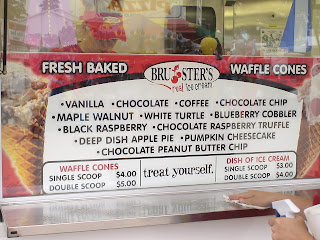 FRESH BAKED
BRUSTER'S
real ice cream
WAFFLE CONES
•VANILLA •CHOCOLATE •COFFEE •CHOCOLATE CHIP
•MAPLE WALNUT •WHITE TURTLE •BLUEBERRY COBBLER
•BLACK RASPBERRY •CHOCOLATE RASPBERRY TRUFFLE
•DEEP DISH APPLE PIE •PUMPKIN CHEESECAKE
•CHOCOLATE PEANUT BUTTER CHIP
WAFFLE CONES
SINGLE SCOOP $4.00
DOUBLE SCOOP $5.00
treat yourself.
DISH OF ICE CREAM
SINGLE SCOOP $3.00
DOUBLE SCOOP $4.00